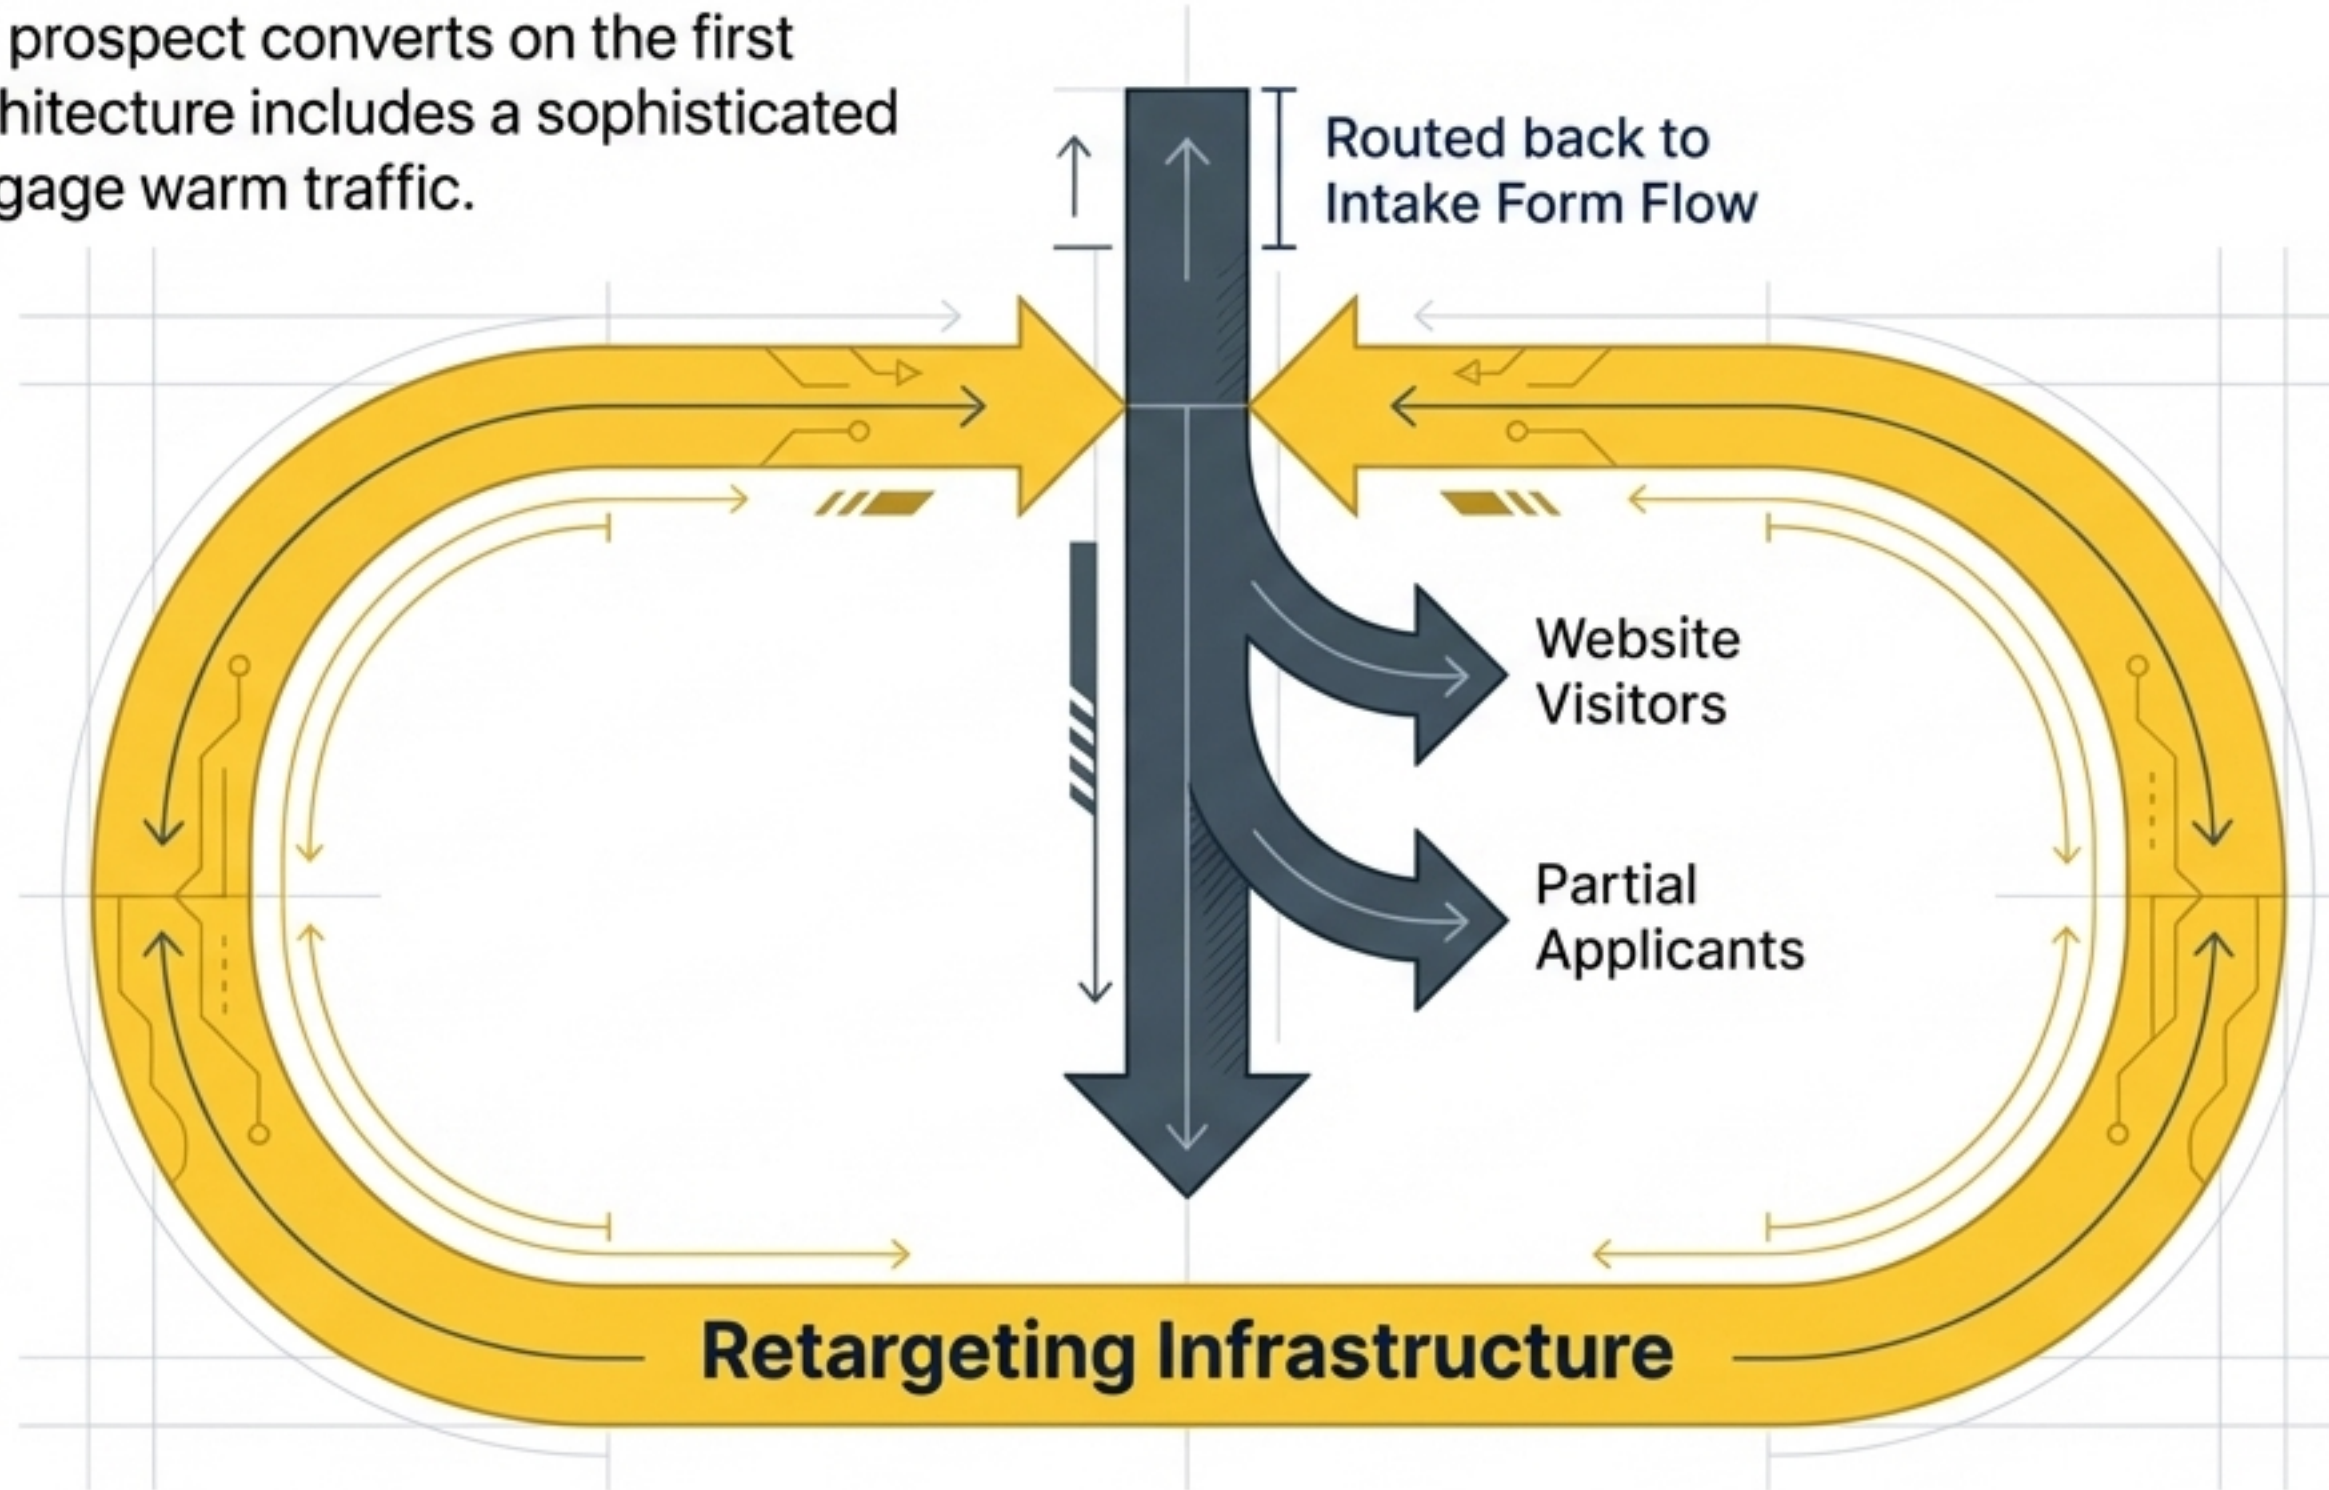 prospect converts on the first
hitecture includes a sophisticated
gage warm traffic.
Routed back to
Intake Form Flow
Website
Visitors
Partial
Applicants
Retargeting Infrastructure